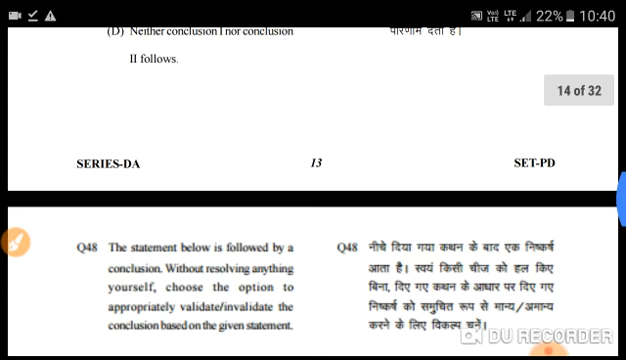 Voo)
LTE LTE 22% 10:40
(D) Neither conclusion I nor conclusion
II follows.
परिणाम देता है।
14 of 32
SERIES-DA 13 SET-PD
Q48 The statement below is followed by a
conclusion. Without resolving anything
yourself, choose the option to
appropriately validate/invalidate the
conclusion based on the given statement.
Q48 नीचे दिया गया कथन के बाद एक निष्कर्ष
आता है। स्वयं किसी चीज को हल किए
बिना, दिए गए कथन के आधार पर दिए गए
निष्कर्ष को समुचित रूप से मान्य/अमान्य
करने के लिए विकल्प चुनें।
DU RECORDER